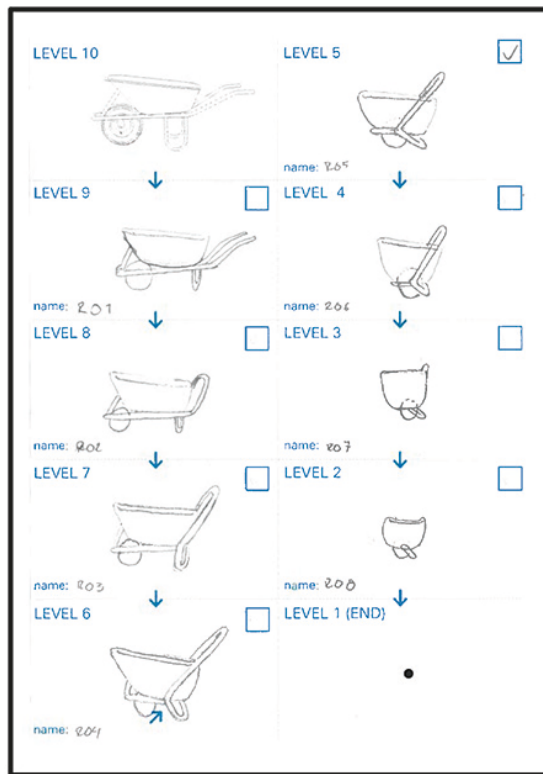 LEVEL 10
LEVEL 9
name: R01
LEVEL 8
name: R02
LEVEL 7
name: R03
LEVEL 6
name: R04
LEVEL 5
name: R05
LEVEL 4
name: R06
LEVEL 3
name: R07
LEVEL 2
name: R08
LEVEL 1 (END)